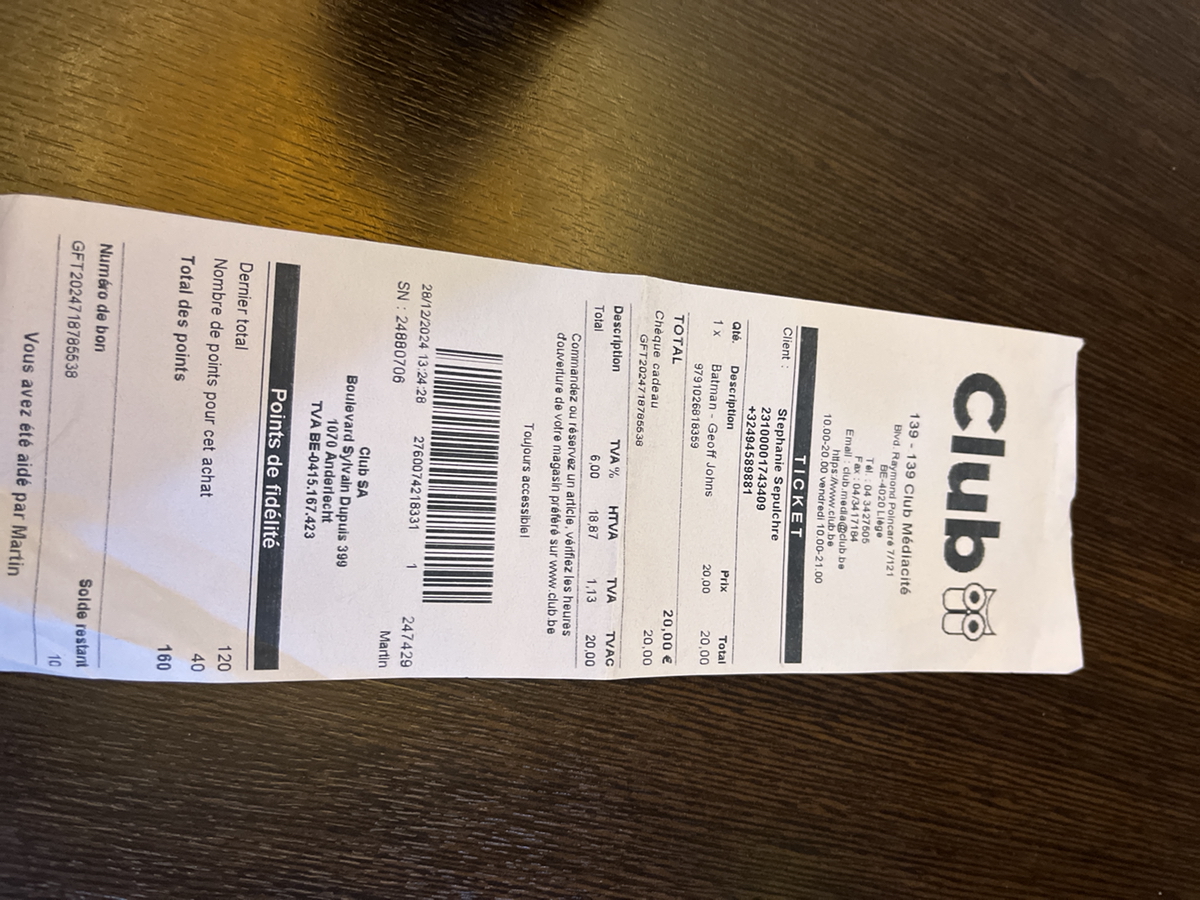 Club
139 - 139 Club Médiacité
Blvd. Raymond Poincaré 7/121
BE-4020 Liège
Tél. : 04 3427605
Fax : 04/3417184
Email : club.media@club.be
https://www.club.be
10.00-20.00 vendredi 10.00-21.00
TICKET
Client : Stephanie Sepulchre
2310001743409
+32494589881
Qté. Description Prix Total
1 x Batman - Geoff Johns 20,00 20,00
9791026818359
TOTAL 20,00 €
Chèque cadeau 20,00
GFT2024718785538
Description TVA % HTVA TVA TVAC
Total 6,00 18,87 1,13 20,00
Commandez ou réservez un article, vérifiez les heures
d'ouverture de votre magasin préféré sur www.club.be
Toujours accessible!
28/12/2024 13:24:28 2760074218331 1 247429
SN : 24880706 Martin
Club SA
Boulevard Sylvain Dupuis 399
1070 Anderlecht
TVA BE-0415.167.423
Points de fidélité
Dernier total 120
Nombre de points pour cet achat 40
Total des points 160
Numéro de bon Solde restant
GFT2024718785538 10
Vous avez été aidé par Martin